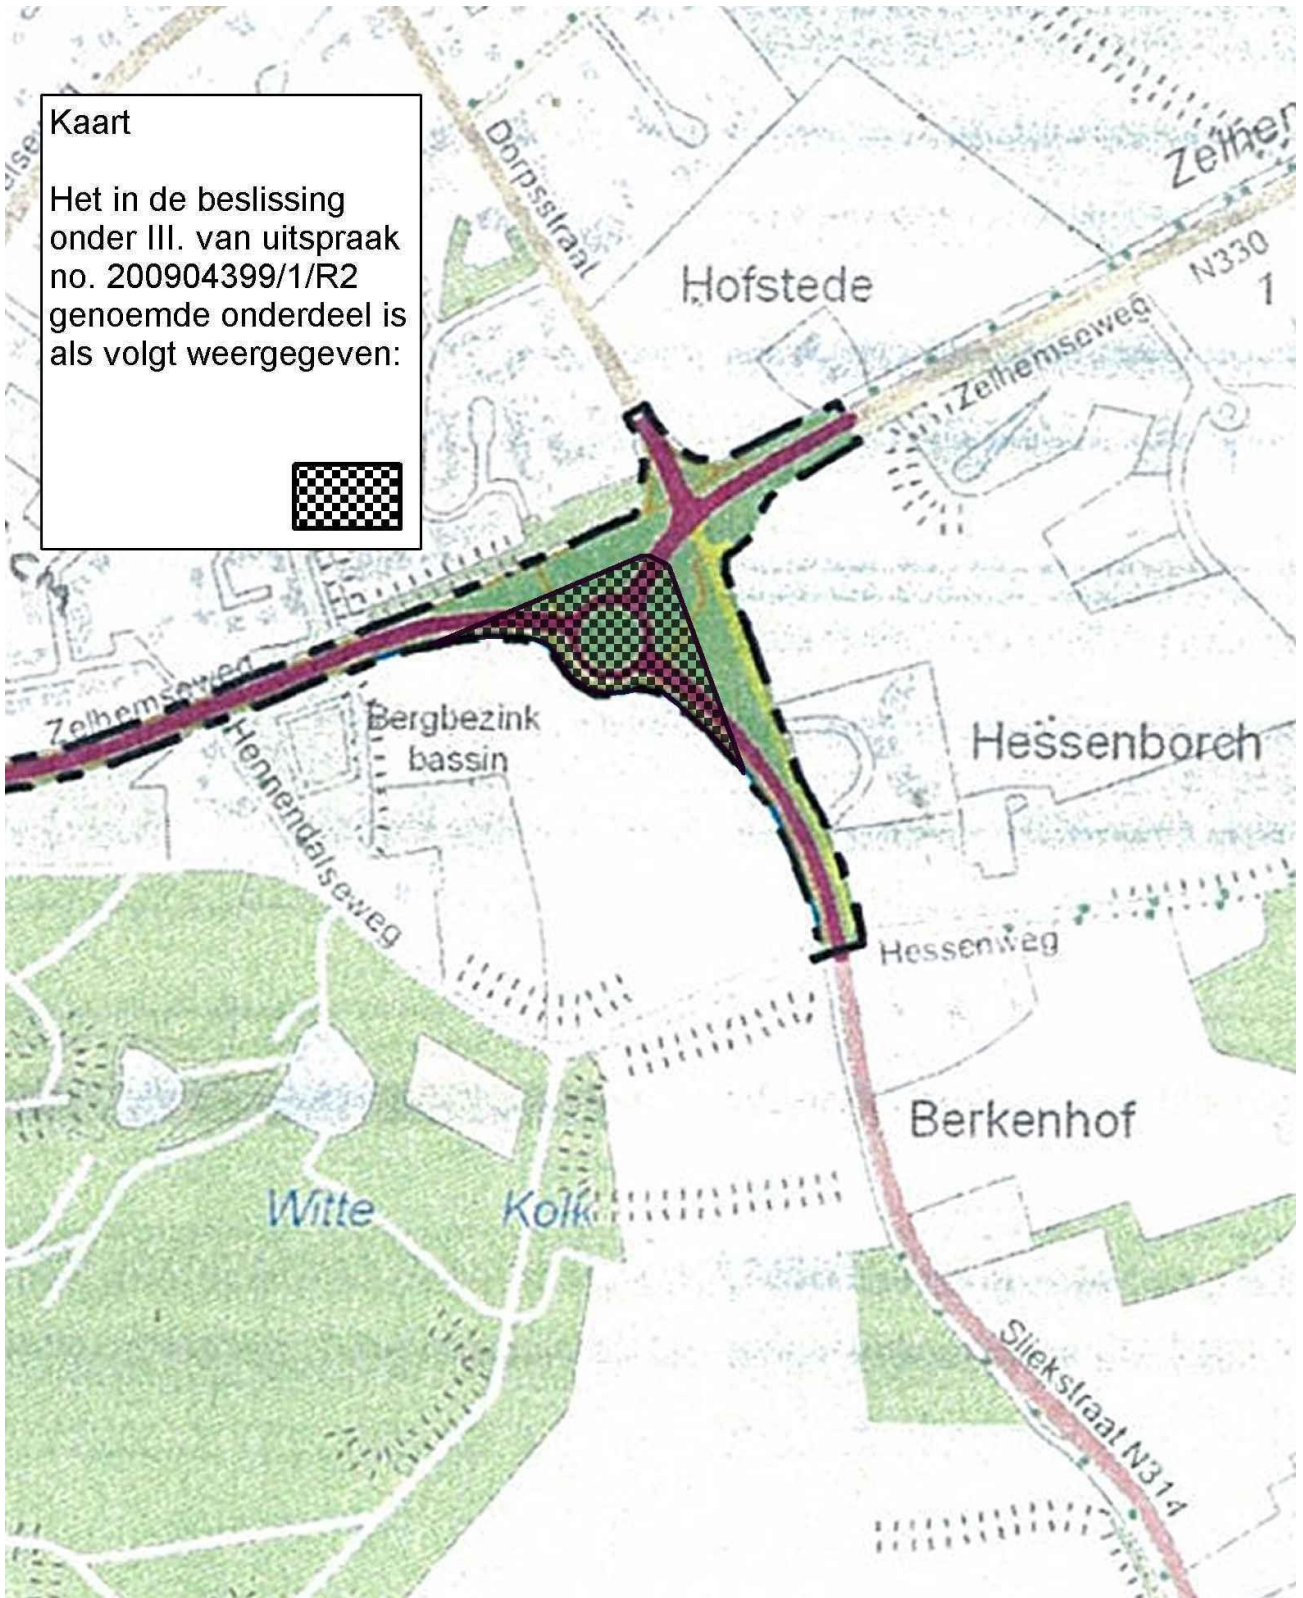 Kaart
Het in de beslissing
onder III. van uitspraak
no. 200904399/1/R2
genoemde onderdeel is
als volgt weergegeven:
Dorpsstraat
Hofstede
N330
1
Zelhemseweg
Zelhemseweg
Hennendalseweg
Bergbezink
bassin
Hessenborch
Hessenweg
Berkenhof
Witte Kolk
Sliekstraat N314